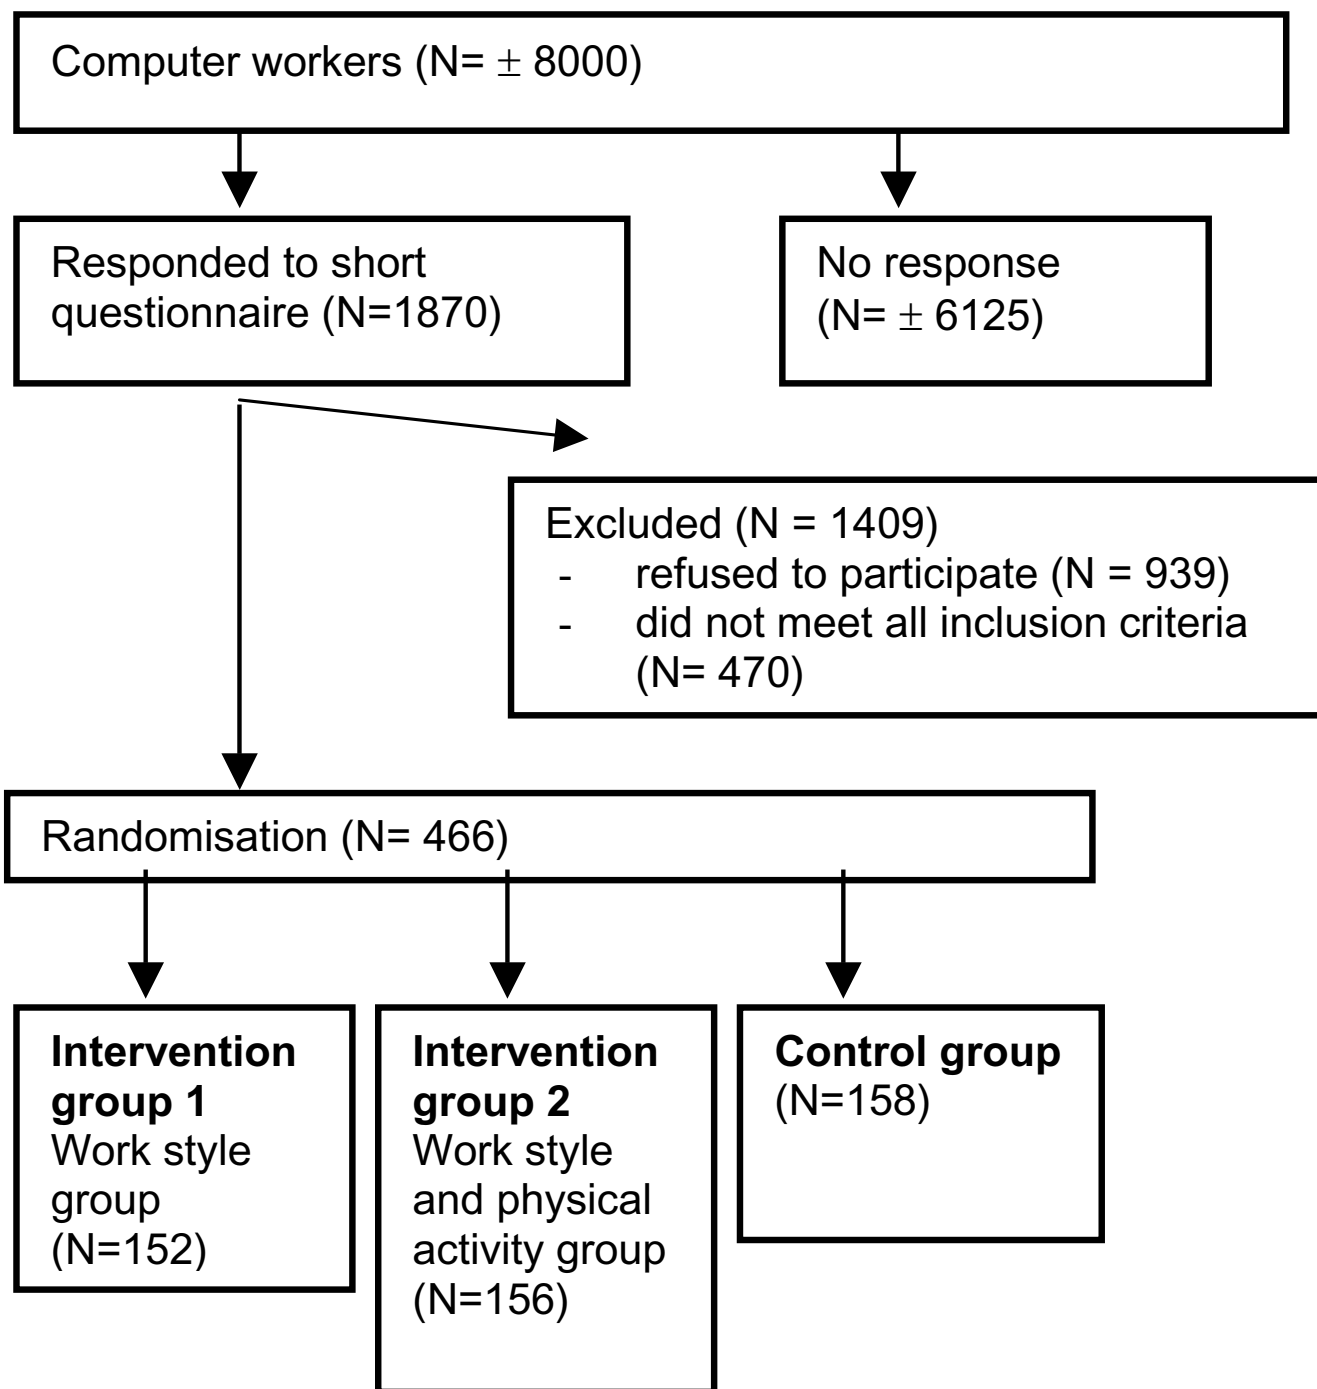 Computer workers (N= ± 8000)
Responded to short
questionnaire (N=1870)
No response
(N= ± 6125)
Excluded (N = 1409)
- refused to participate (N = 939)
- did not meet all inclusion criteria
(N= 470)
Randomisation (N= 466)
Intervention
group 1
Work style
group
(N=152)
Intervention
group 2
Work style
and physical
activity group
(N=156)
Control group
(N=158)